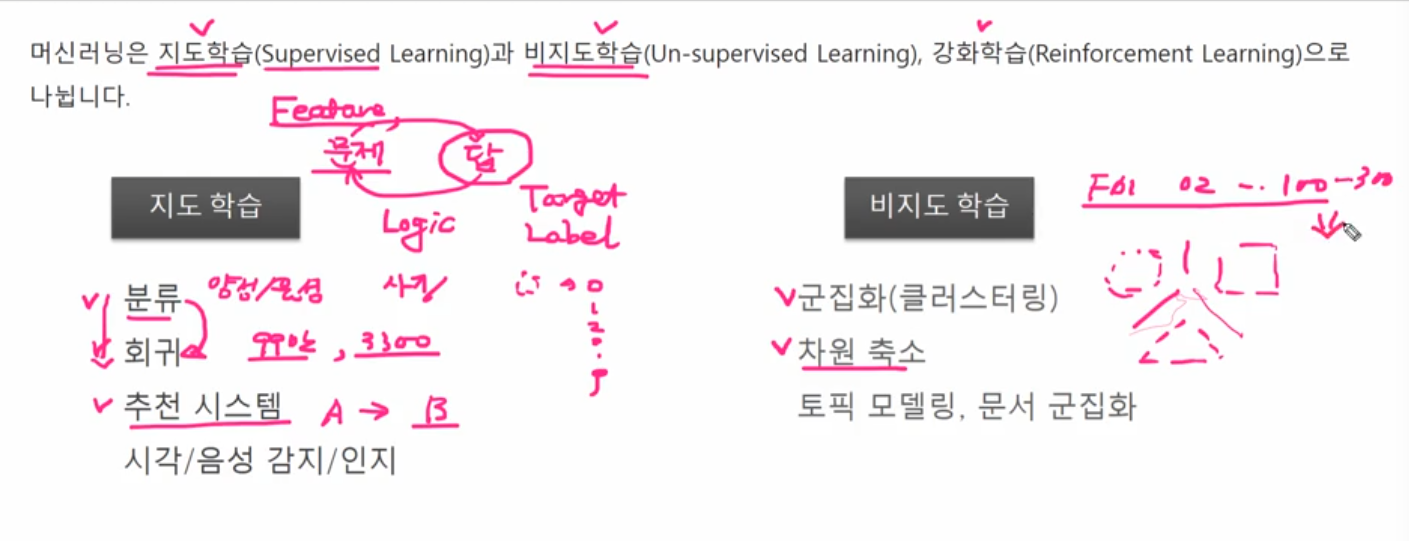 머신러닝은 지도학습(Supervised Learning)과 비지도학습(Un-supervised Learning), 강화학습(Reinforcement Learning)으로
나뉩니다.
Feature
문제 답
Target
Label
Logic
지도 학습
분류 양성/음성 사진 0
1
2
회귀 990만, 3300
9
추천 시스템 A → B
시각/음성 감지/인지
비지도 학습
F01 02 -- 100-300
군집화(클러스터링)
차원 축소
토픽 모델링, 문서 군집화